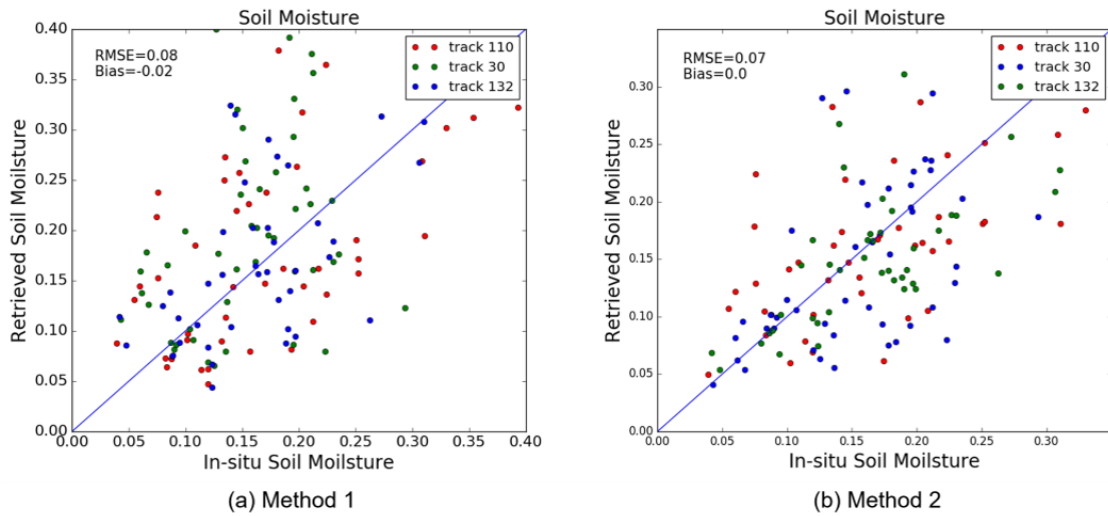 Soil Moisture
RMSE=0.08
Bias=-0.02
track 110
track 30
track 132
0.40
0.35
0.30
0.25
0.20
0.15
0.10
0.05
0.00
Retrieved Soil Moilsture
0.00 0.05 0.10 0.15 0.20 0.25 0.30 0.35 0.40
In-situ Soil Moilsture
(a) Method 1
Soil Moisture
RMSE=0.07
Bias=0.0
track 110
track 30
track 132
0.30
0.25
0.20
0.15
0.10
0.05
0.00
Retrieved Soil Moilsture
0.00 0.05 0.10 0.15 0.20 0.25 0.30
In-situ Soil Moilsture
(b) Method 2